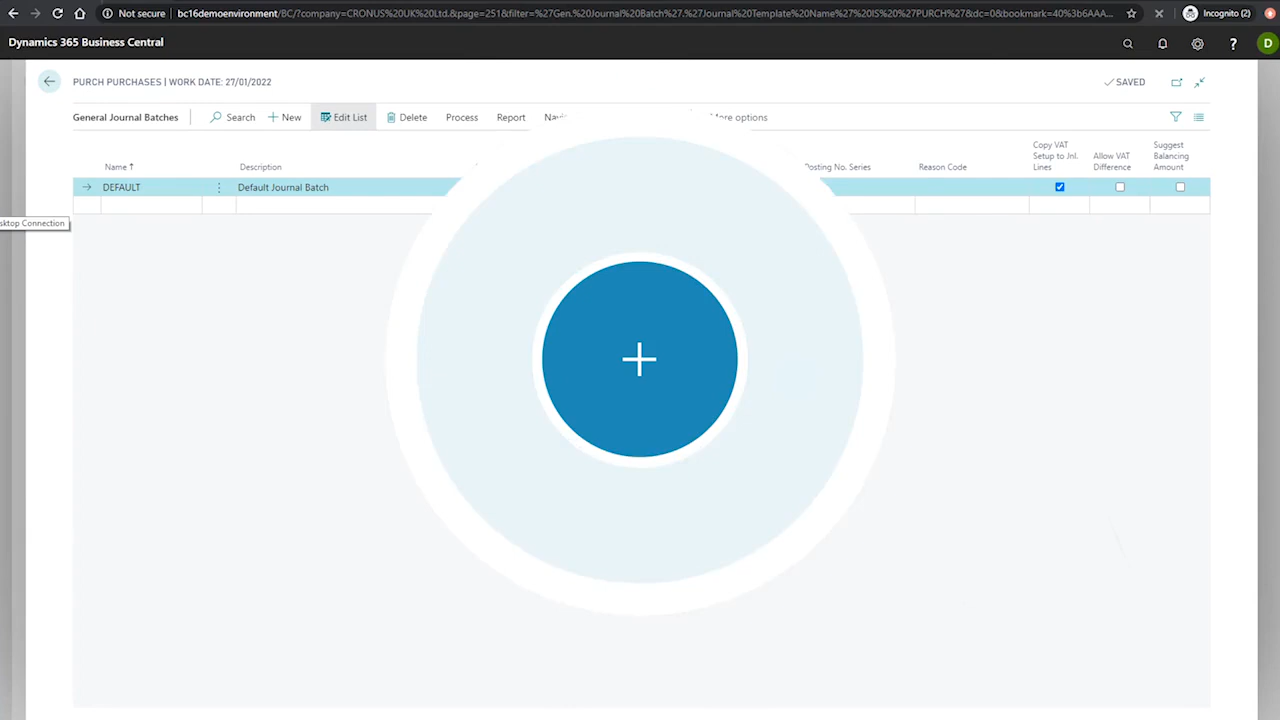 Not secure bc16demoenvironment/BC/?company=CRONUS%20UK%20Ltd.&page=251&filter=%27Gen.%20Journal%20Batch%27.%27Journal%20Template%20Name%27%20IS%20%27PURCH%27&dc=0&bookmark=40%3b6AAA... Incognito (2)
Dynamics 365 Business Central ? D
PURCH PURCHASES | WORK DATE: 27/01/2022 SAVED
General Journal Batches Search New Edit List Delete Process Report More options
Name ↑ Description Posting No. Series Reason Code Copy VAT Setup to Jnl. Lines Allow VAT Difference Suggest Balancing Amount
DEFAULT Default Journal Batch
sktop Connection